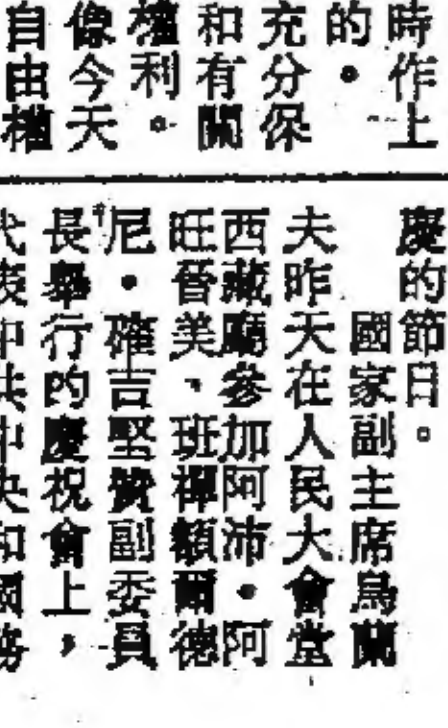 時作上
的。
充分保
和有關
權利。
像今天
自由權
慶的節日。
國家副主席烏蘭
夫昨天在人民大會堂
西藏廳參加阿沛·阿
旺晉美、班禪額爾德
尼·確吉堅贊副委員
長舉行的慶祝會上，
代表中共中央和國務